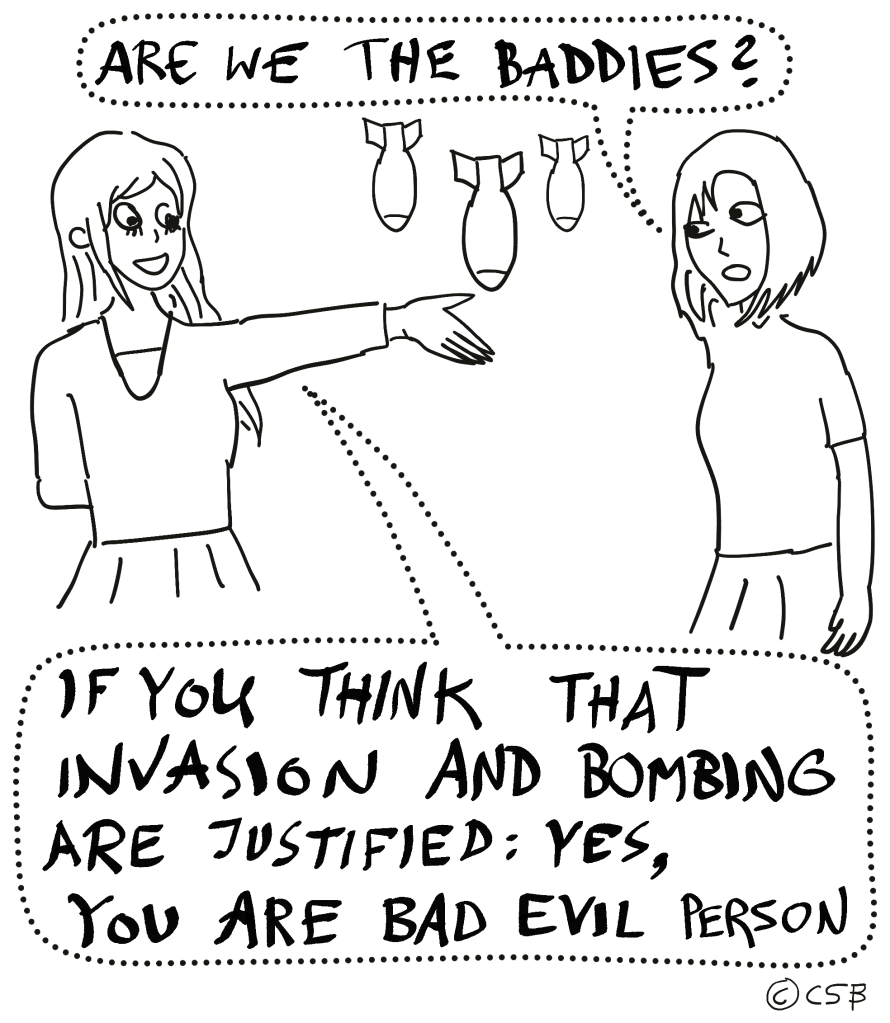 ARE WE THE BADDIES?
IF YOU THINK THAT
INVASION AND BOMBING
ARE JUSTIFIED: YES,
YOU ARE BAD EVIL PERSON
© CSB